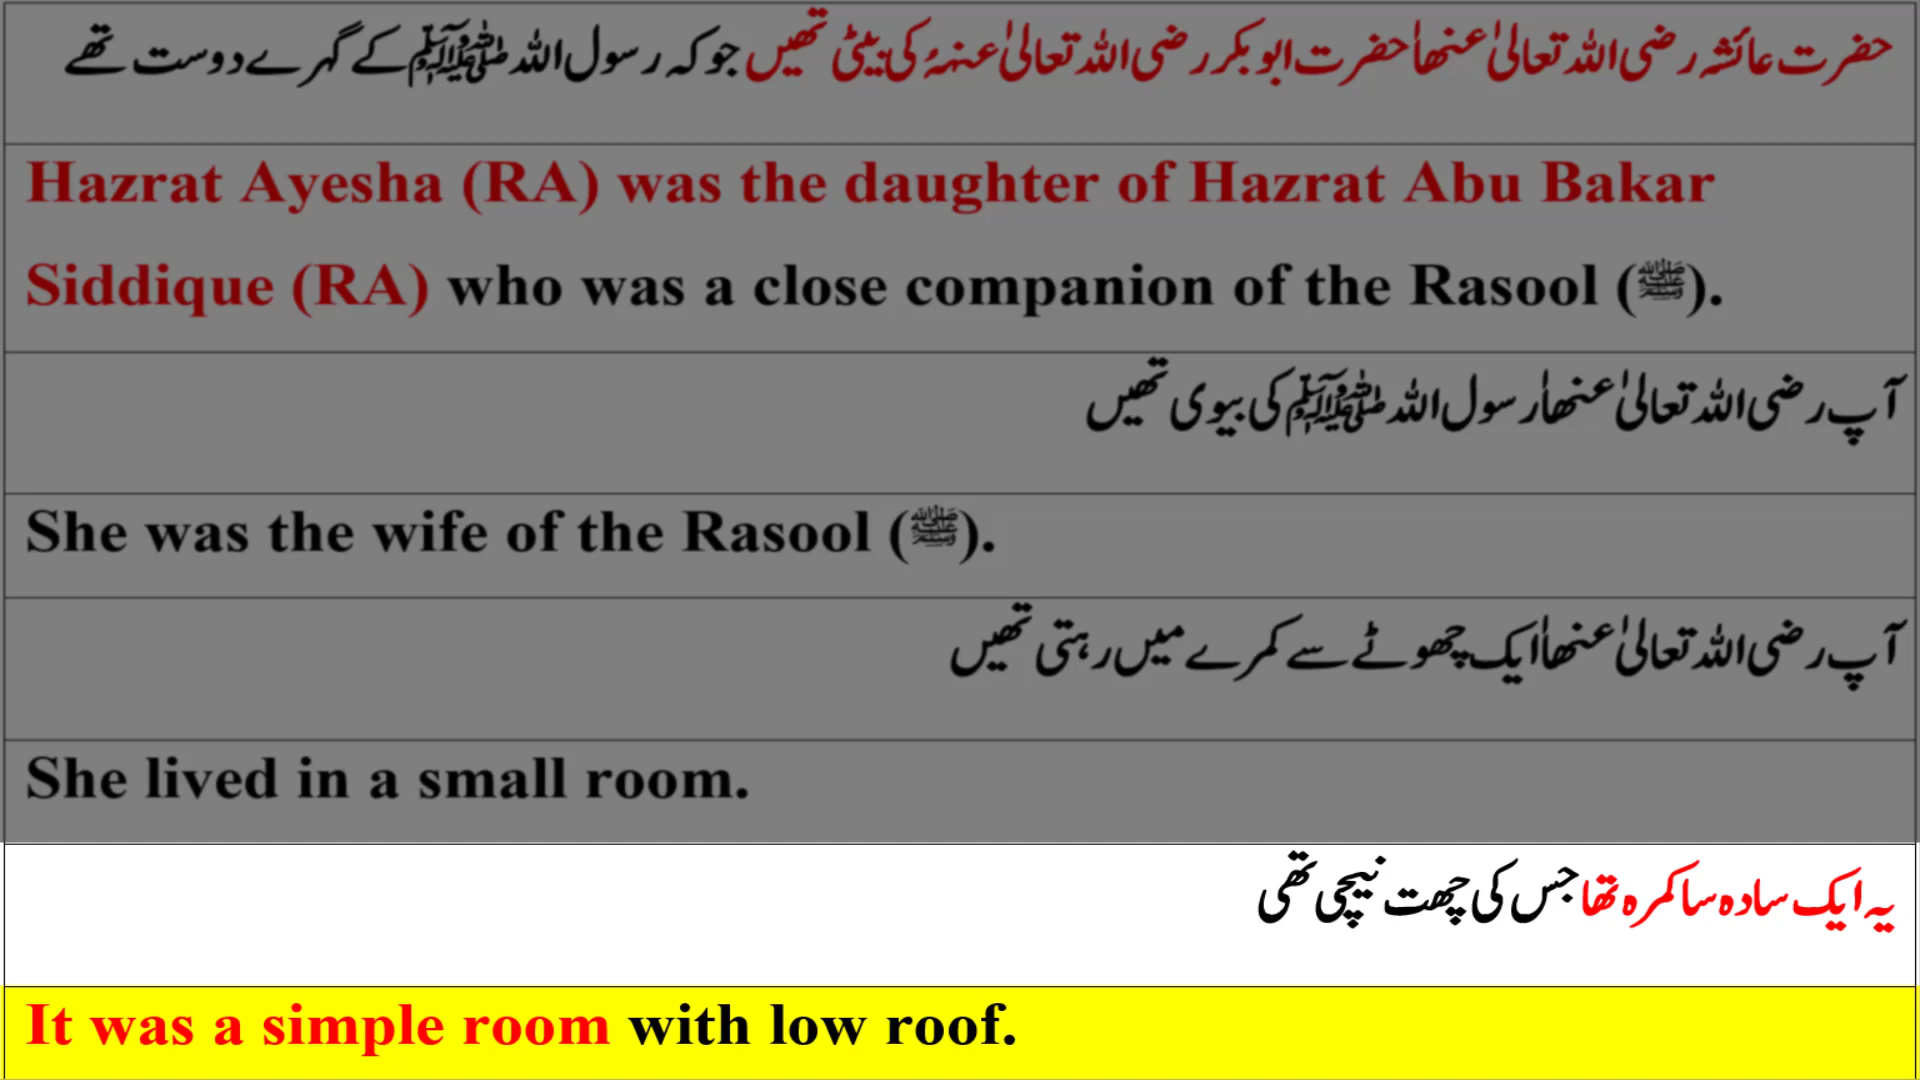 حضرت عائشہ رضی اللہ تعالیٰ عنھا حضرت ابو بکر رضی اللہ تعالیٰ عنہہُ کی بیٹی تھیں جو کہ رسول اللہ ﷺ کے گہرے دوست تھے
Hazrat Ayesha (RA) was the daughter of Hazrat Abu Bakar
Siddique (RA) who was a close companion of the Rasool (ﷺ).
آپ رضی اللہ تعالیٰ عنھاٰ رسول اللہ ﷺ کی بیوی تھیں
She was the wife of the Rasool (ﷺ).
آپ رضی اللہ تعالیٰ عنھاٰ ایک چھوٹے سے کمرے میں رہتی تھیں
She lived in a small room.
یہ ایک سادہ سا کمرہ تھا جس کی چھت نیچی تھی
It was a simple room with low roof.